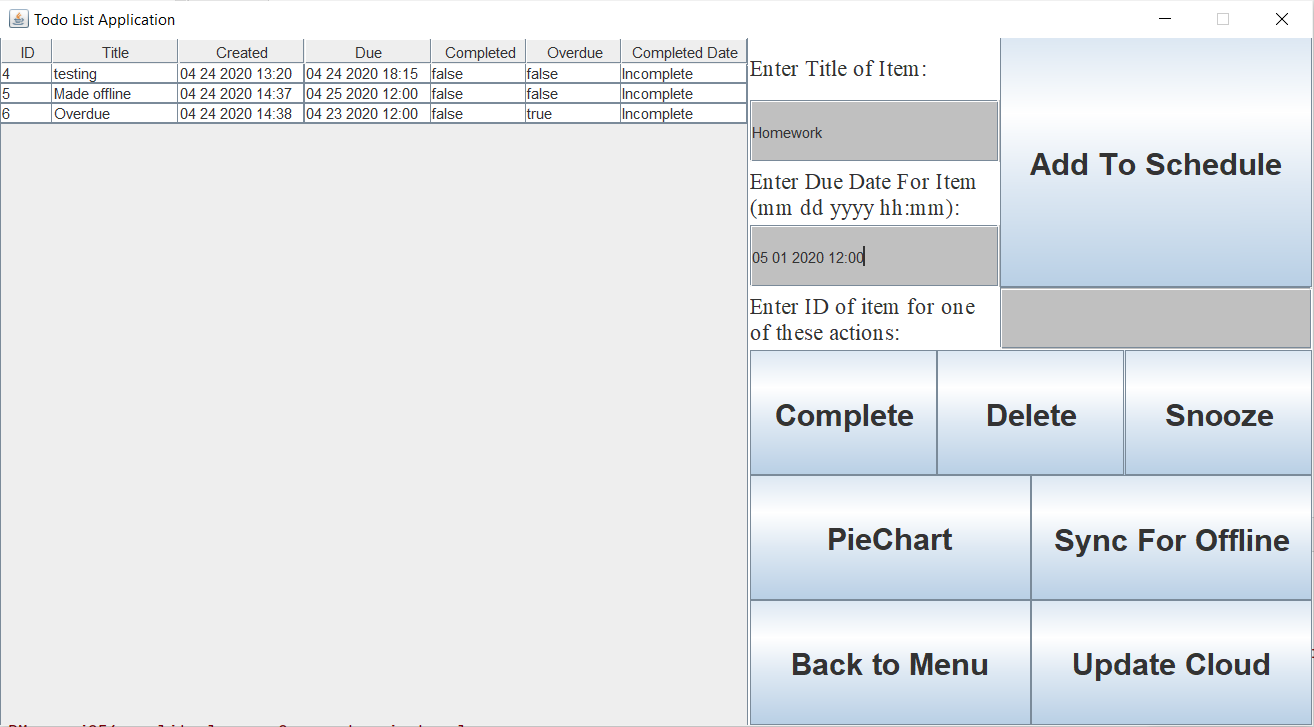 Todo List Application
ID Title Created Due Completed Overdue Completed Date
4 testing 04 24 2020 13:20 04 24 2020 18:15 false false Incomplete
5 Made offline 04 24 2020 14:37 04 25 2020 12:00 false false Incomplete
6 Overdue 04 24 2020 14:38 04 23 2020 12:00 false true Incomplete
Enter Title of Item:
Homework
Add To Schedule
Enter Due Date For Item
(mm dd yyyy hh:mm):
05 01 2020 12:00
Enter ID of item for one
of these actions:
Complete Delete Snooze
PieChart Sync For Offline
Back to Menu Update Cloud